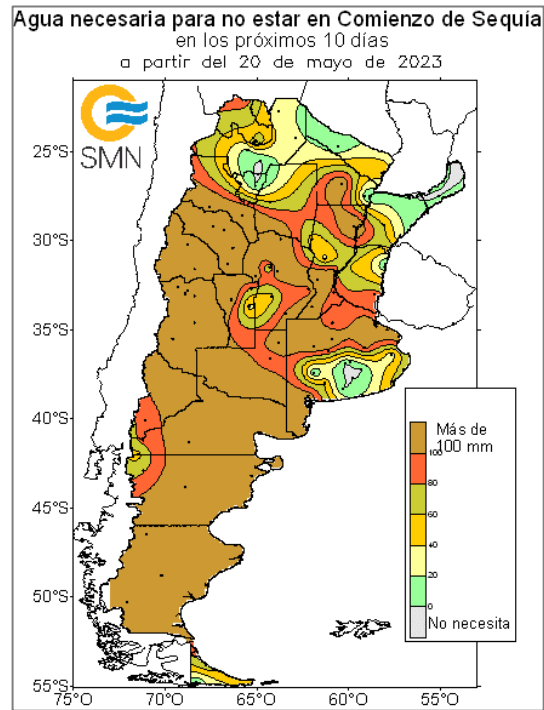 Agua necesaria para no estar en Comienzo de Sequía
en los próximos 10 días
a partir del 20 de mayo de 2023
SMN
25°S
30°S
35°S
40°S
45°S
50°S
55°S
75°O
70°O
65°O
60°O
55°O
Más de
100 mm
100
80
60
40
20
0
No necesita